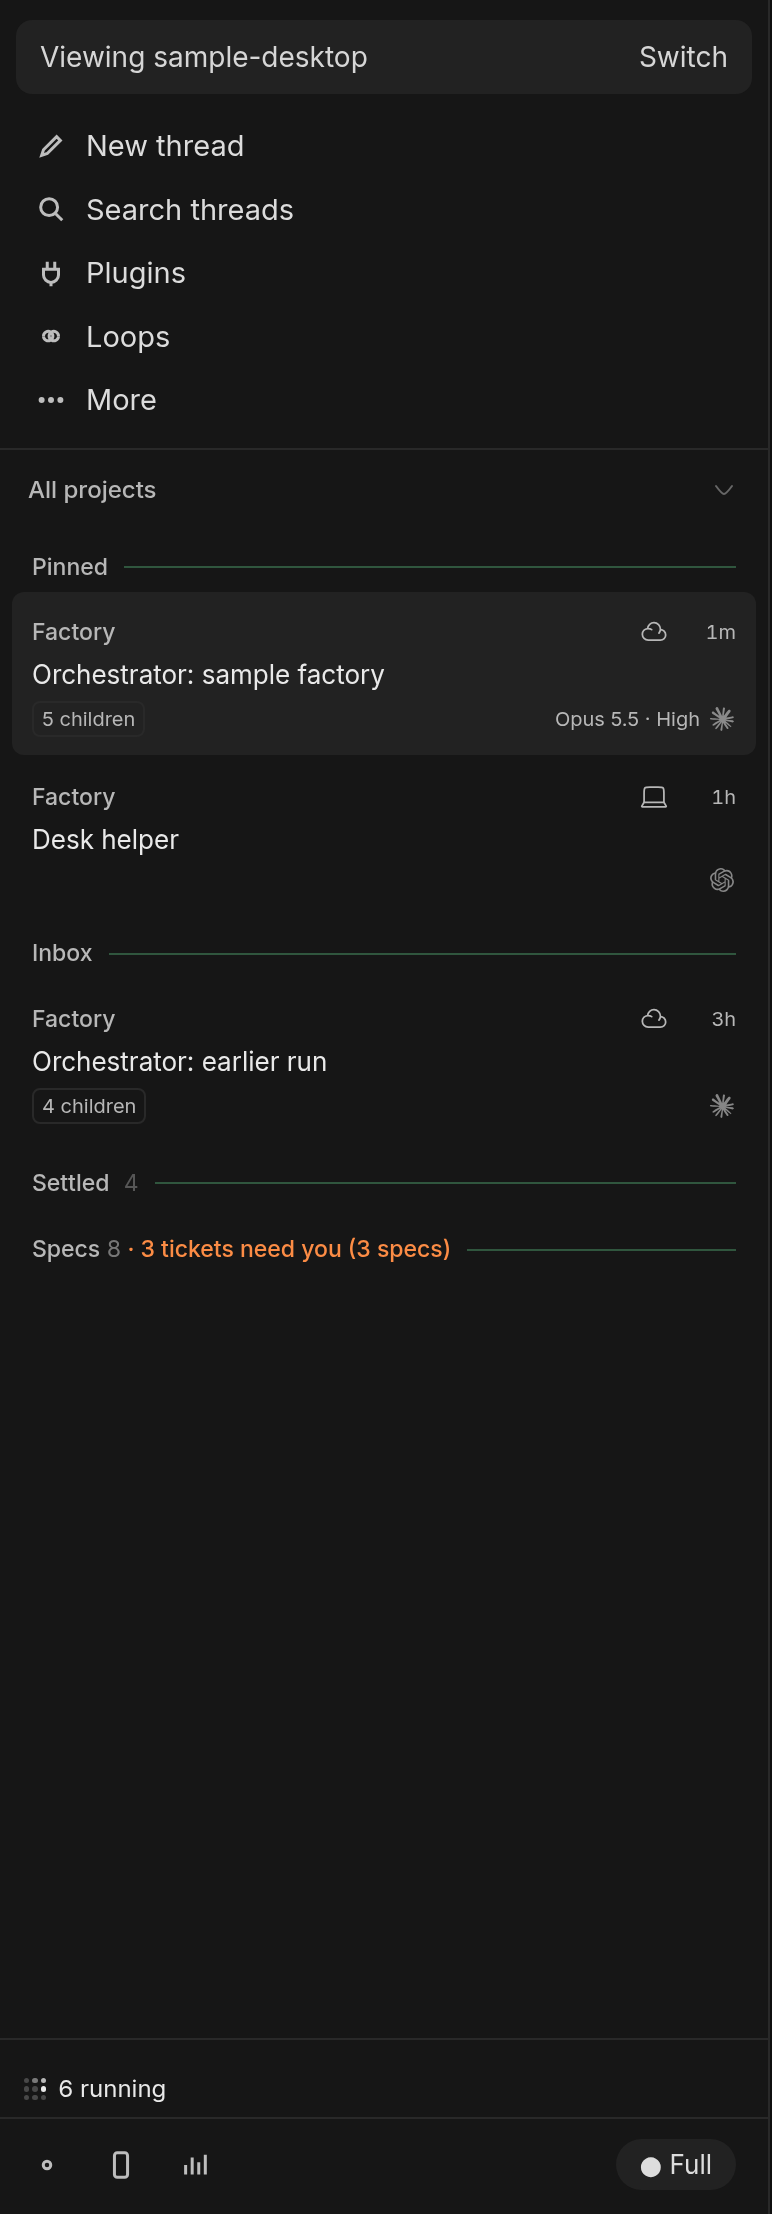 Viewing sample-desktop Switch
New thread
Search threads
Plugins
Loops
More
All projects
Pinned
Factory 1m
Orchestrator: sample factory
5 children Opus 5.5 · High
Factory 1h
Desk helper
Inbox
Factory 3h
Orchestrator: earlier run
4 children
Settled 4
Specs 8 · 3 tickets need you (3 specs)
6 running
Full